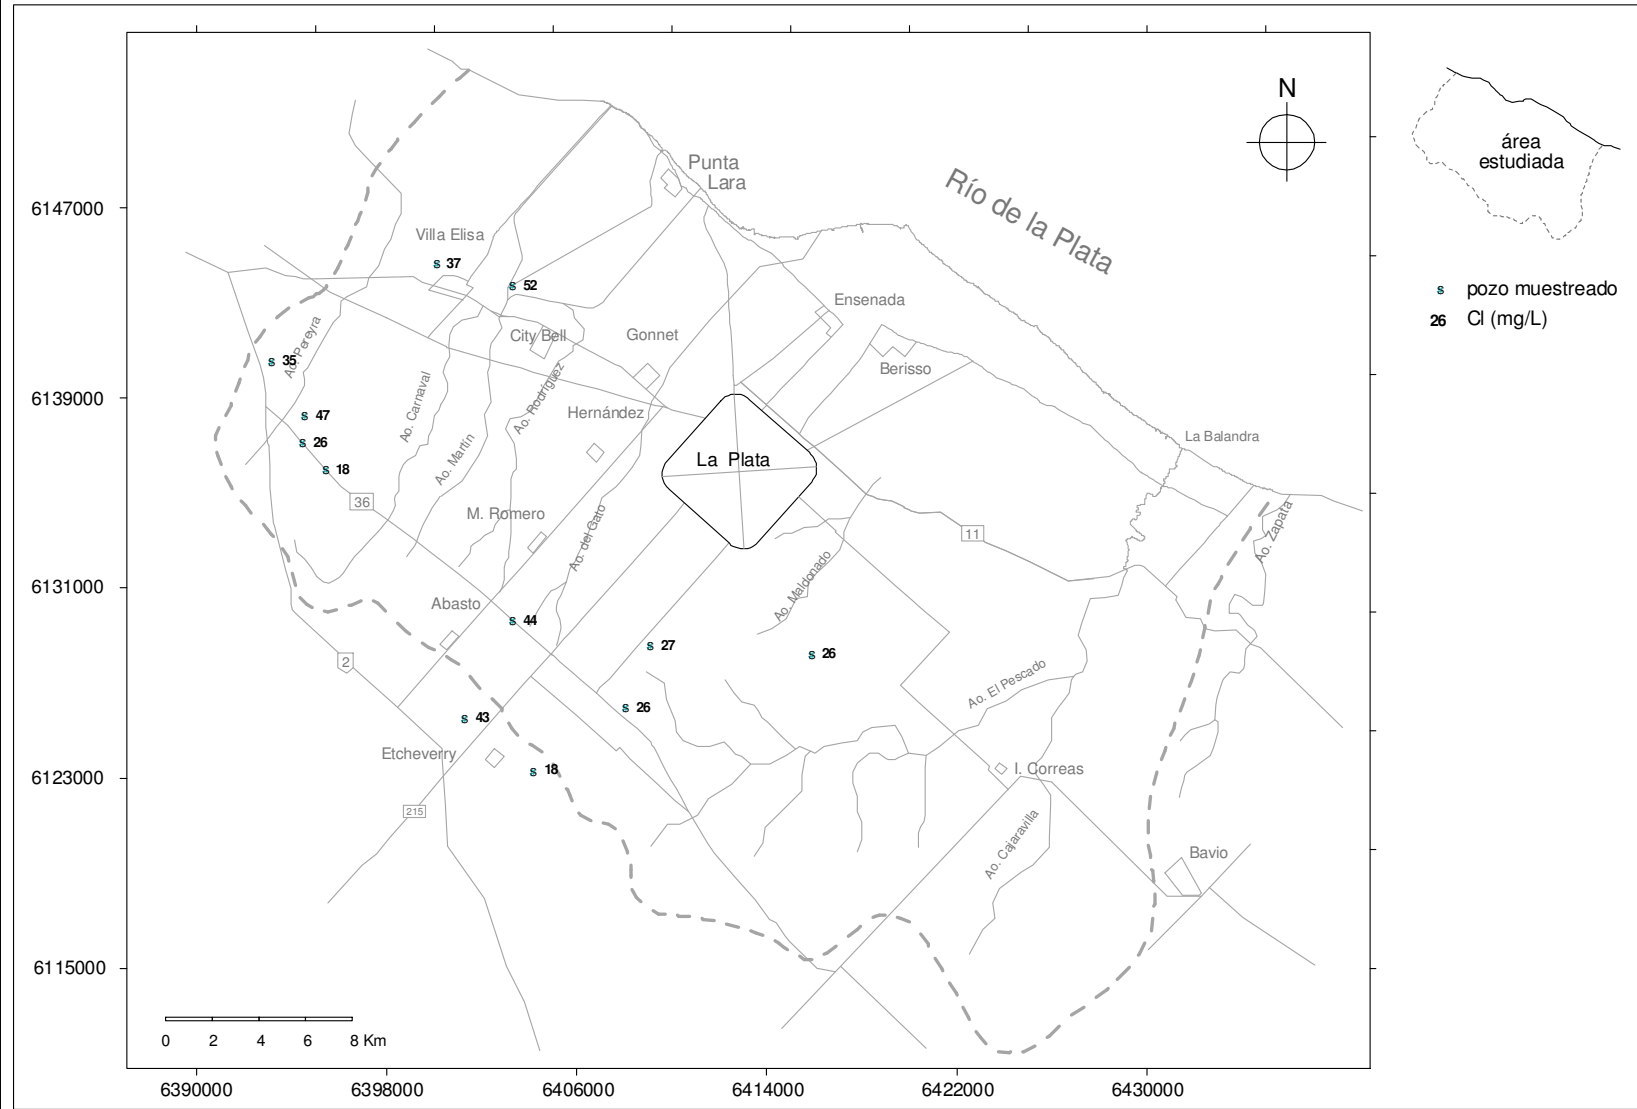 N
Punta
Lara
Río de la Plata
área
estudiada
6147000
Villa Elisa
s 37
s 52
s pozo muestreado
26 Cl (mg/L)
Ensenada
City Bell
Gonnet
Ao. Pereyra
s 35
Berisso
6139000
Ao. Carnaval
Ao. Rodríguez
Hernández
s 47
s 26
s 18
Ao. Martín
La Plata
La Balandra
36
M. Romero
Ao. del Gato
11
Ao. Zapata
6131000
Abasto
Ao. Maldonado
s 44
s 27
s 26
2
s 26
Ao. El Pescado
s 43
Etcheverry
s 18
6123000
I. Correas
215
Ao. Cajaravilla
Bavio
6115000
0 2 4 6 8 Km
6390000 6398000 6406000 6414000 6422000 6430000